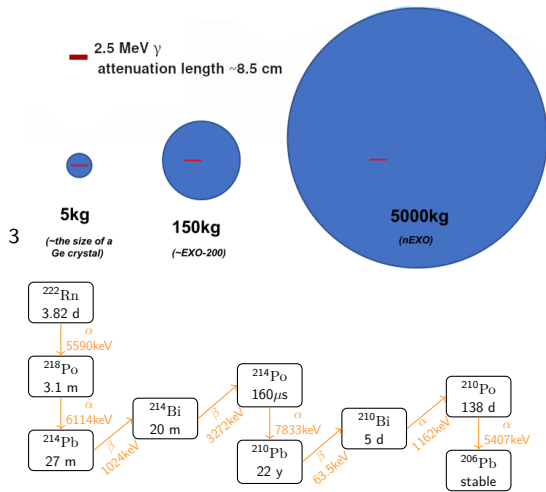 2.5 MeV γ
attenuation length ~8.5 cm
5kg
(~the size of a
Ge crystal)
150kg
(~EXO-200)
5000kg
(nEXO)
3
²²²Rn
3.82 d
α
5590keV
²¹⁸Po
3.1 m
α
6114keV
²¹⁴Pb
27 m
β
1024keV
²¹⁴Bi
20 m
β
3272keV
²¹⁴Po
160μs
α
7833keV
²¹⁰Pb
22 y
β
63.5keV
²¹⁰Bi
5 d
α
1162keV
²¹⁰Po
138 d
α
5407keV
²⁰⁶Pb
stable